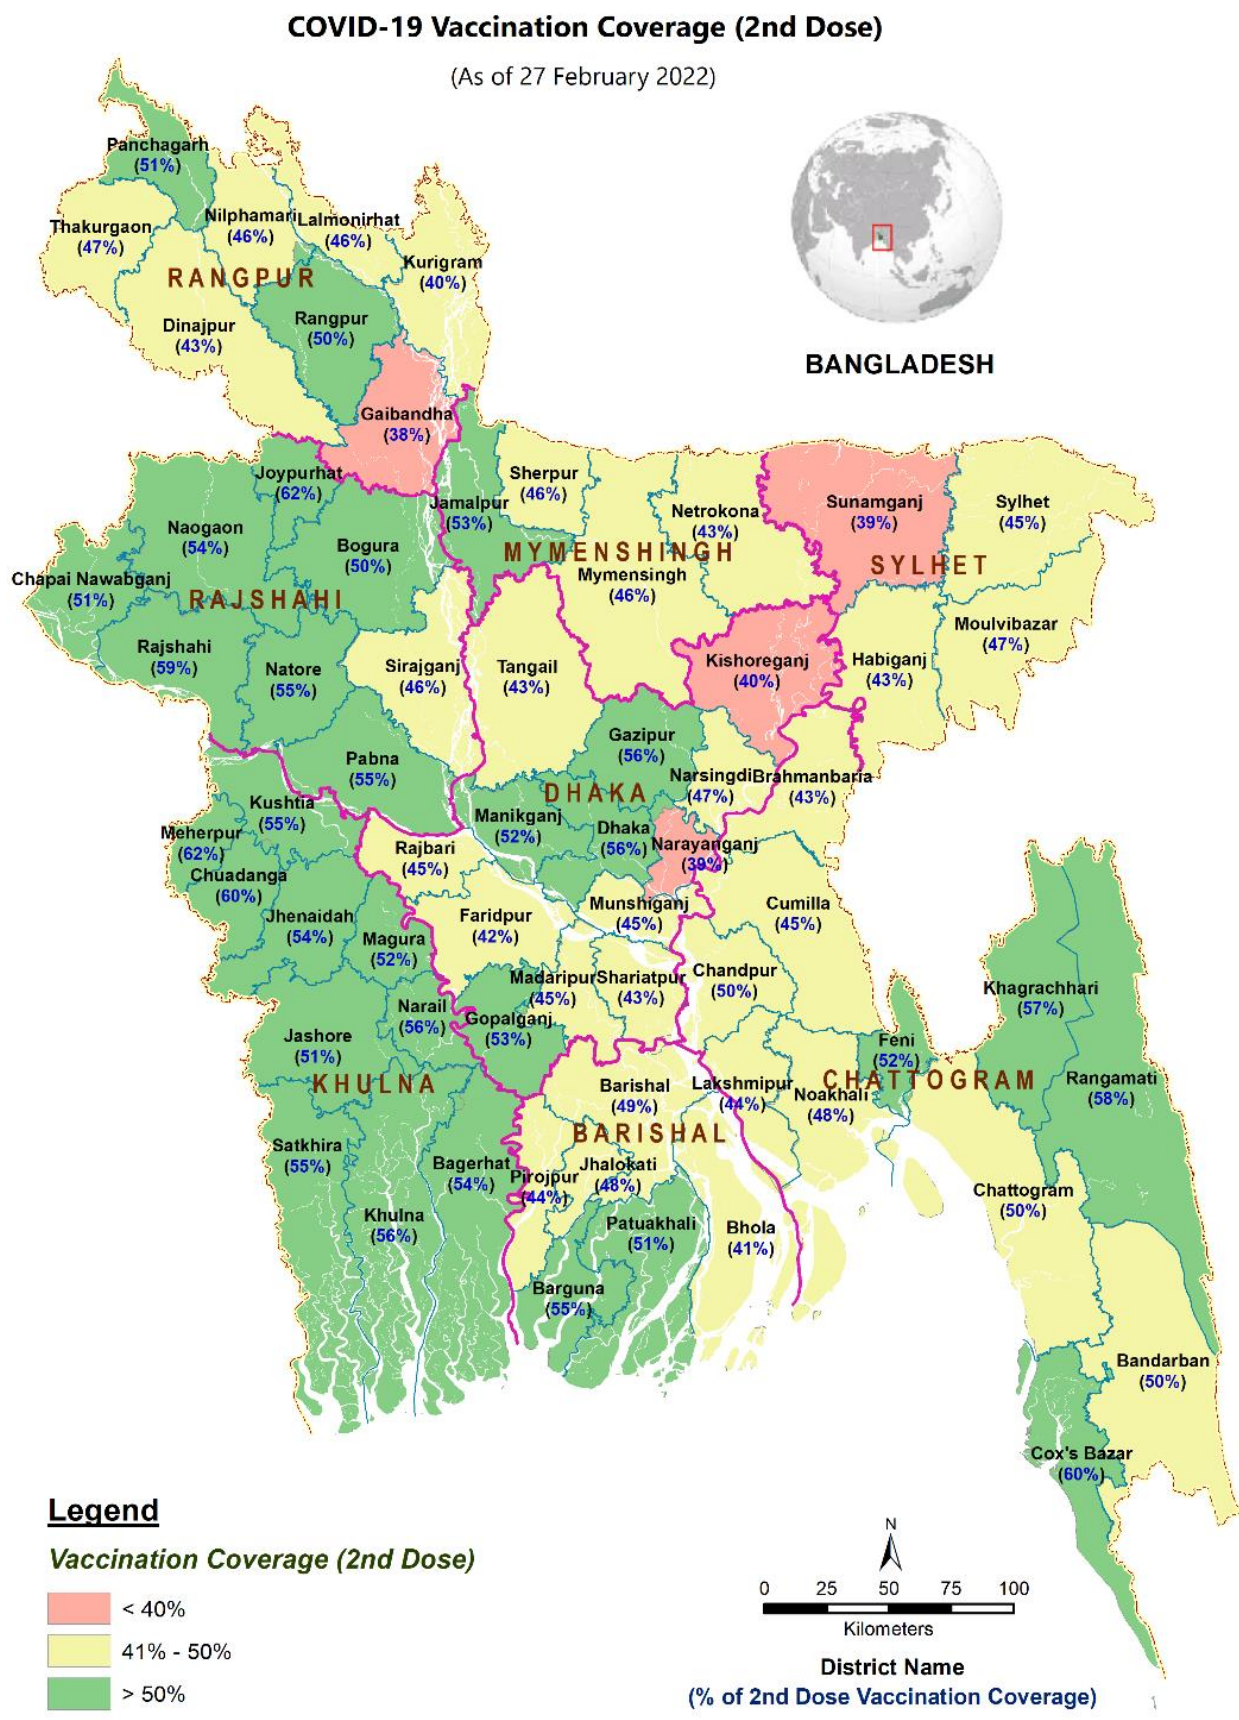 COVID-19 Vaccination Coverage (2nd Dose)
(As of 27 February 2022)
BANGLADESH
Panchagarh
(51%)
Thakurgaon
(47%)
Nilphamari
(46%)
Lalmonirhat
(46%)
Kurigram
(40%)
RANGPUR
Dinajpur
(43%)
Rangpur
(50%)
Gaibandha
(38%)
Joypurhat
(62%)
Jamalpur
(53%)
Sherpur
(46%)
Netrokona
(43%)
Sunamganj
(39%)
Sylhet
(45%)
Naogaon
(54%)
Bogura
(50%)
MYMENSHINGH
SYLHET
Mymensingh
(46%)
Chapai Nawabganj
(51%)
RAJSHAHI
Rajshahi
(59%)
Natore
(55%)
Sirajganj
(46%)
Tangail
(43%)
Kishoreganj
(40%)
Habiganj
(43%)
Moulvibazar
(47%)
Gazipur
(56%)
Pabna
(55%)
DHAKA
Narsingdi
(47%)
Brahmanbaria
(43%)
Kushtia
(55%)
Manikganj
(52%)
Dhaka
(56%)
Narayanganj
(39%)
Meherpur
(62%)
Rajbari
(45%)
Chuadanga
(60%)
Jhenaidah
(54%)
Magura
(52%)
Faridpur
(42%)
Munshiganj
(45%)
Cumilla
(45%)
Madaripur
(45%)
Shariatpur
(43%)
Chandpur
(50%)
Khagrachhari
(57%)
Narail
(56%)
Gopalganj
(53%)
Jashore
(51%)
Feni
(52%)
KHULNA
CHATTOGRAM
Barishal
(49%)
Lakshmipur
(44%)
Noakhali
(48%)
Rangamati
(58%)
BARISHAL
Satkhira
(55%)
Bagerhat
(54%)
Pirojpur
(44%)
Jhalokati
(48%)
Khulna
(56%)
Patuakhali
(51%)
Bhola
(41%)
Chattogram
(50%)
Barguna
(55%)
Bandarban
(50%)
Cox's Bazar
(60%)
Legend
Vaccination Coverage (2nd Dose)
< 40%
41% - 50%
> 50%
N
0 25 50 75 100
Kilometers
District Name
(% of 2nd Dose Vaccination Coverage)